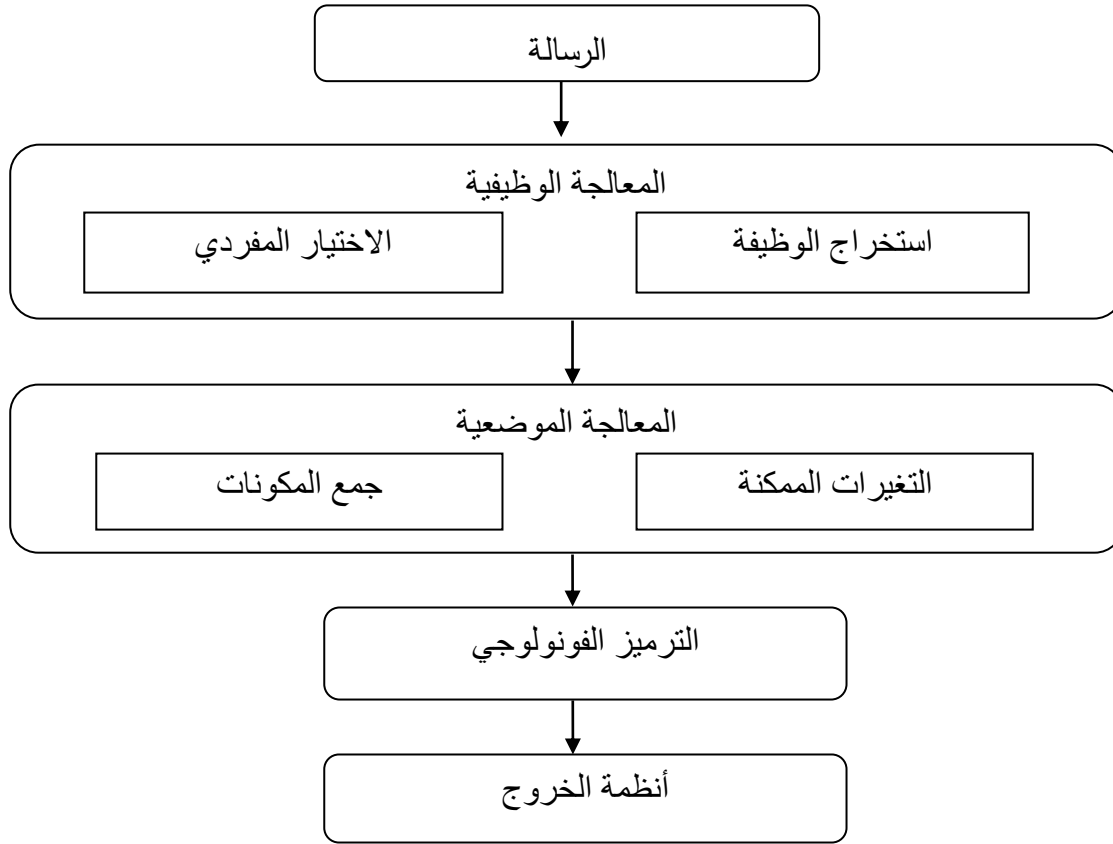 الرسالة
المعالجة الوظيفية
استخراج الوظيفة
الاختيار المفردي
المعالجة الموضعية
التغيرات الممكنة
جمع المكونات
الترميز الفونولوجي
أنظمة الخروج